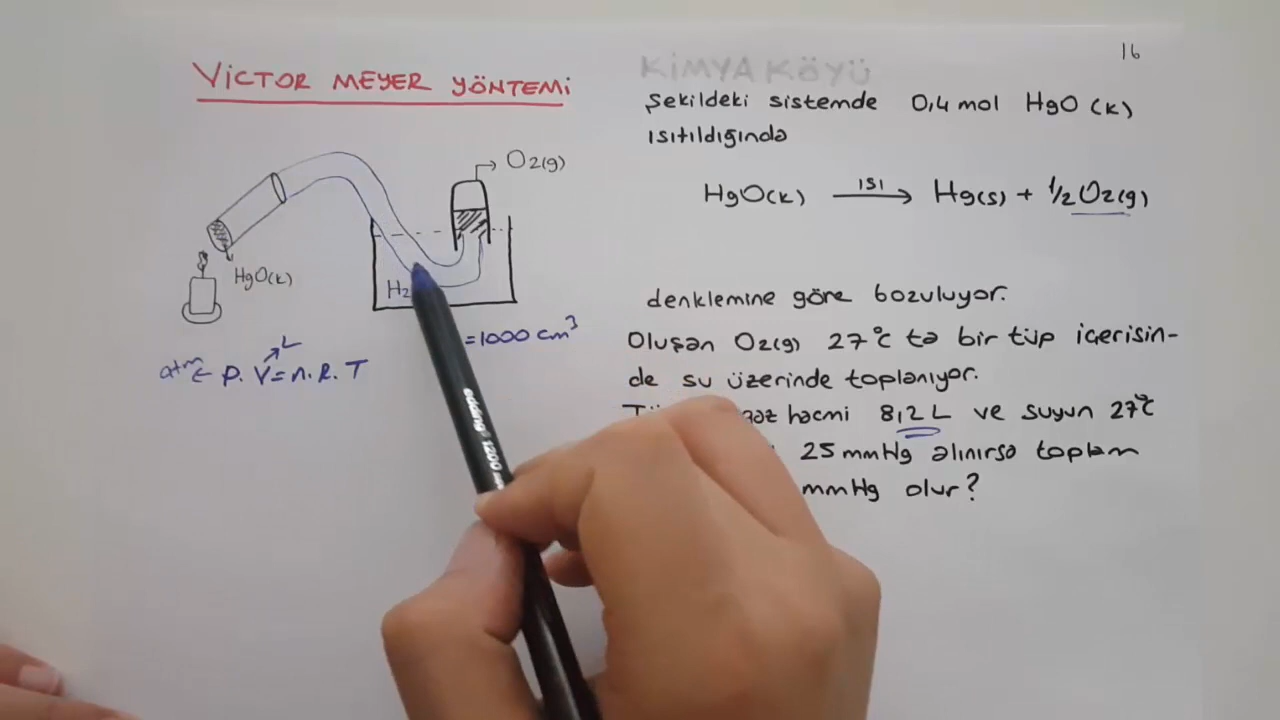 16
VİCTOR MEYER YÖNTEMİ
KİMYA KÖYÜ
Şekildeki sistemde 0,4 mol HgO (k)
ısıtıldığında
HgO(k) ısı → Hg(s) + 1/2 O2(g)
denklemine göre bozuluyor.
Oluşan O2(g) 27°C ta bir tüp içerisin-
de su üzerinde toplanıyor.
gaz hacmi 8,2 L ve suyun 27°C
25 mmHg alınırsa toplam
mmHg olur?
O2(g)
HgO(k)
H2
= 1000 cm³
L
atm ← P. V = n. R. T